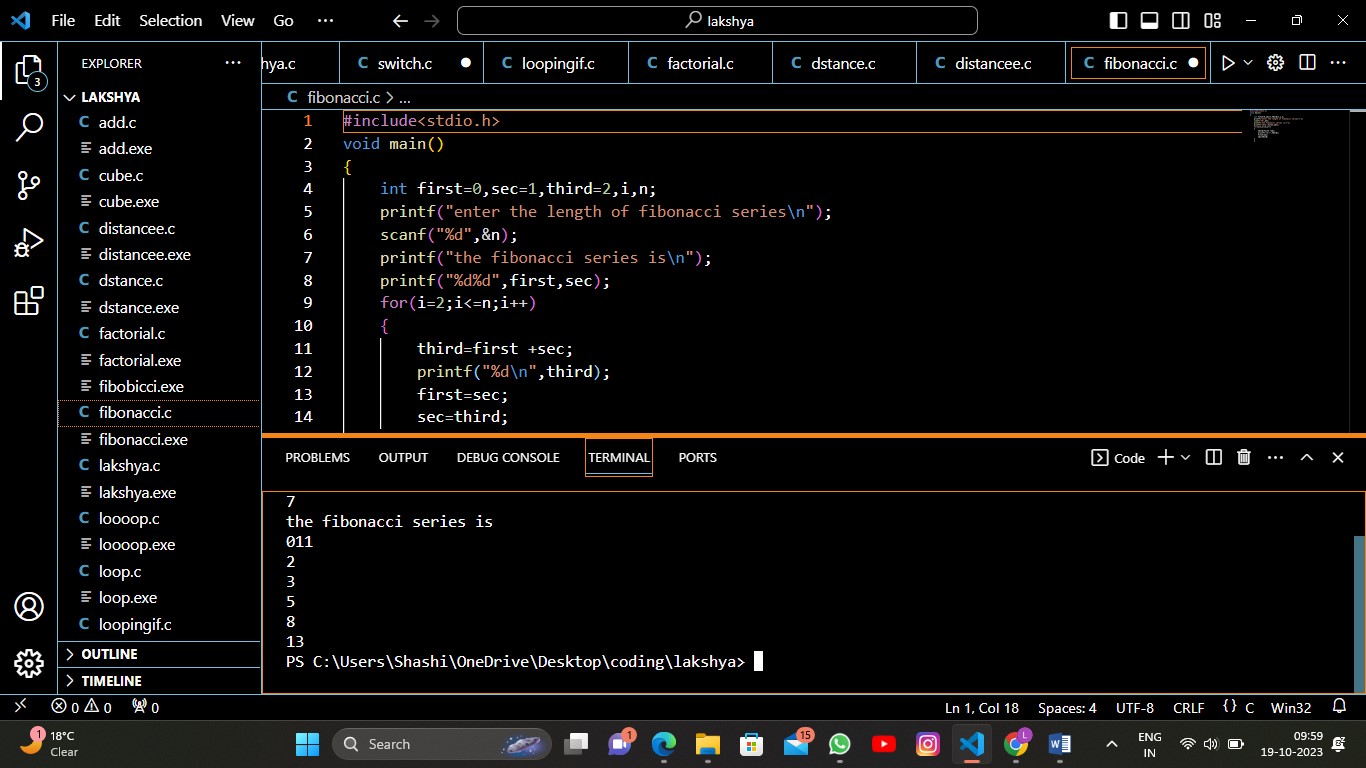 File Edit Selection View Go ··· lakshya
EXPLORER ···
hya.c switch.c loopingif.c factorial.c dstance.c distancee.c fibonacci.c ···
LAKSHYA
fibonacci.c > ...
add.c
add.exe
cube.c
cube.exe
distancee.c
distancee.exe
dstance.c
dstance.exe
factorial.c
factorial.exe
fibobicci.exe
fibonacci.c
fibonacci.exe
lakshya.c
lakshya.exe
loooop.c
loooop.exe
loop.c
loop.exe
loopingif.c
OUTLINE
TIMELINE
3
1 #include<stdio.h>
2 void main()
3 {
4 int first=0,sec=1,third=2,i,n;
5 printf("enter the length of fibonacci series\n");
6 scanf("%d",&n);
7 printf("the fibonacci series is\n");
8 printf("%d%d",first,sec);
9 for(i=2;i<=n;i++)
10 {
11 third=first +sec;
12 printf("%d\n",third);
13 first=sec;
14 sec=third;
PROBLEMS OUTPUT DEBUG CONSOLE TERMINAL PORTS Code ···
7
the fibonacci series is
011
2
3
5
8
13
PS C:\Users\Shashi\OneDrive\Desktop\coding\lakshya>
0 0 0 Ln 1, Col 18 Spaces: 4 UTF-8 CRLF {} C Win32
1 18°C
Clear
Search 1 15 L
ENG
IN
09:59
19-10-2023